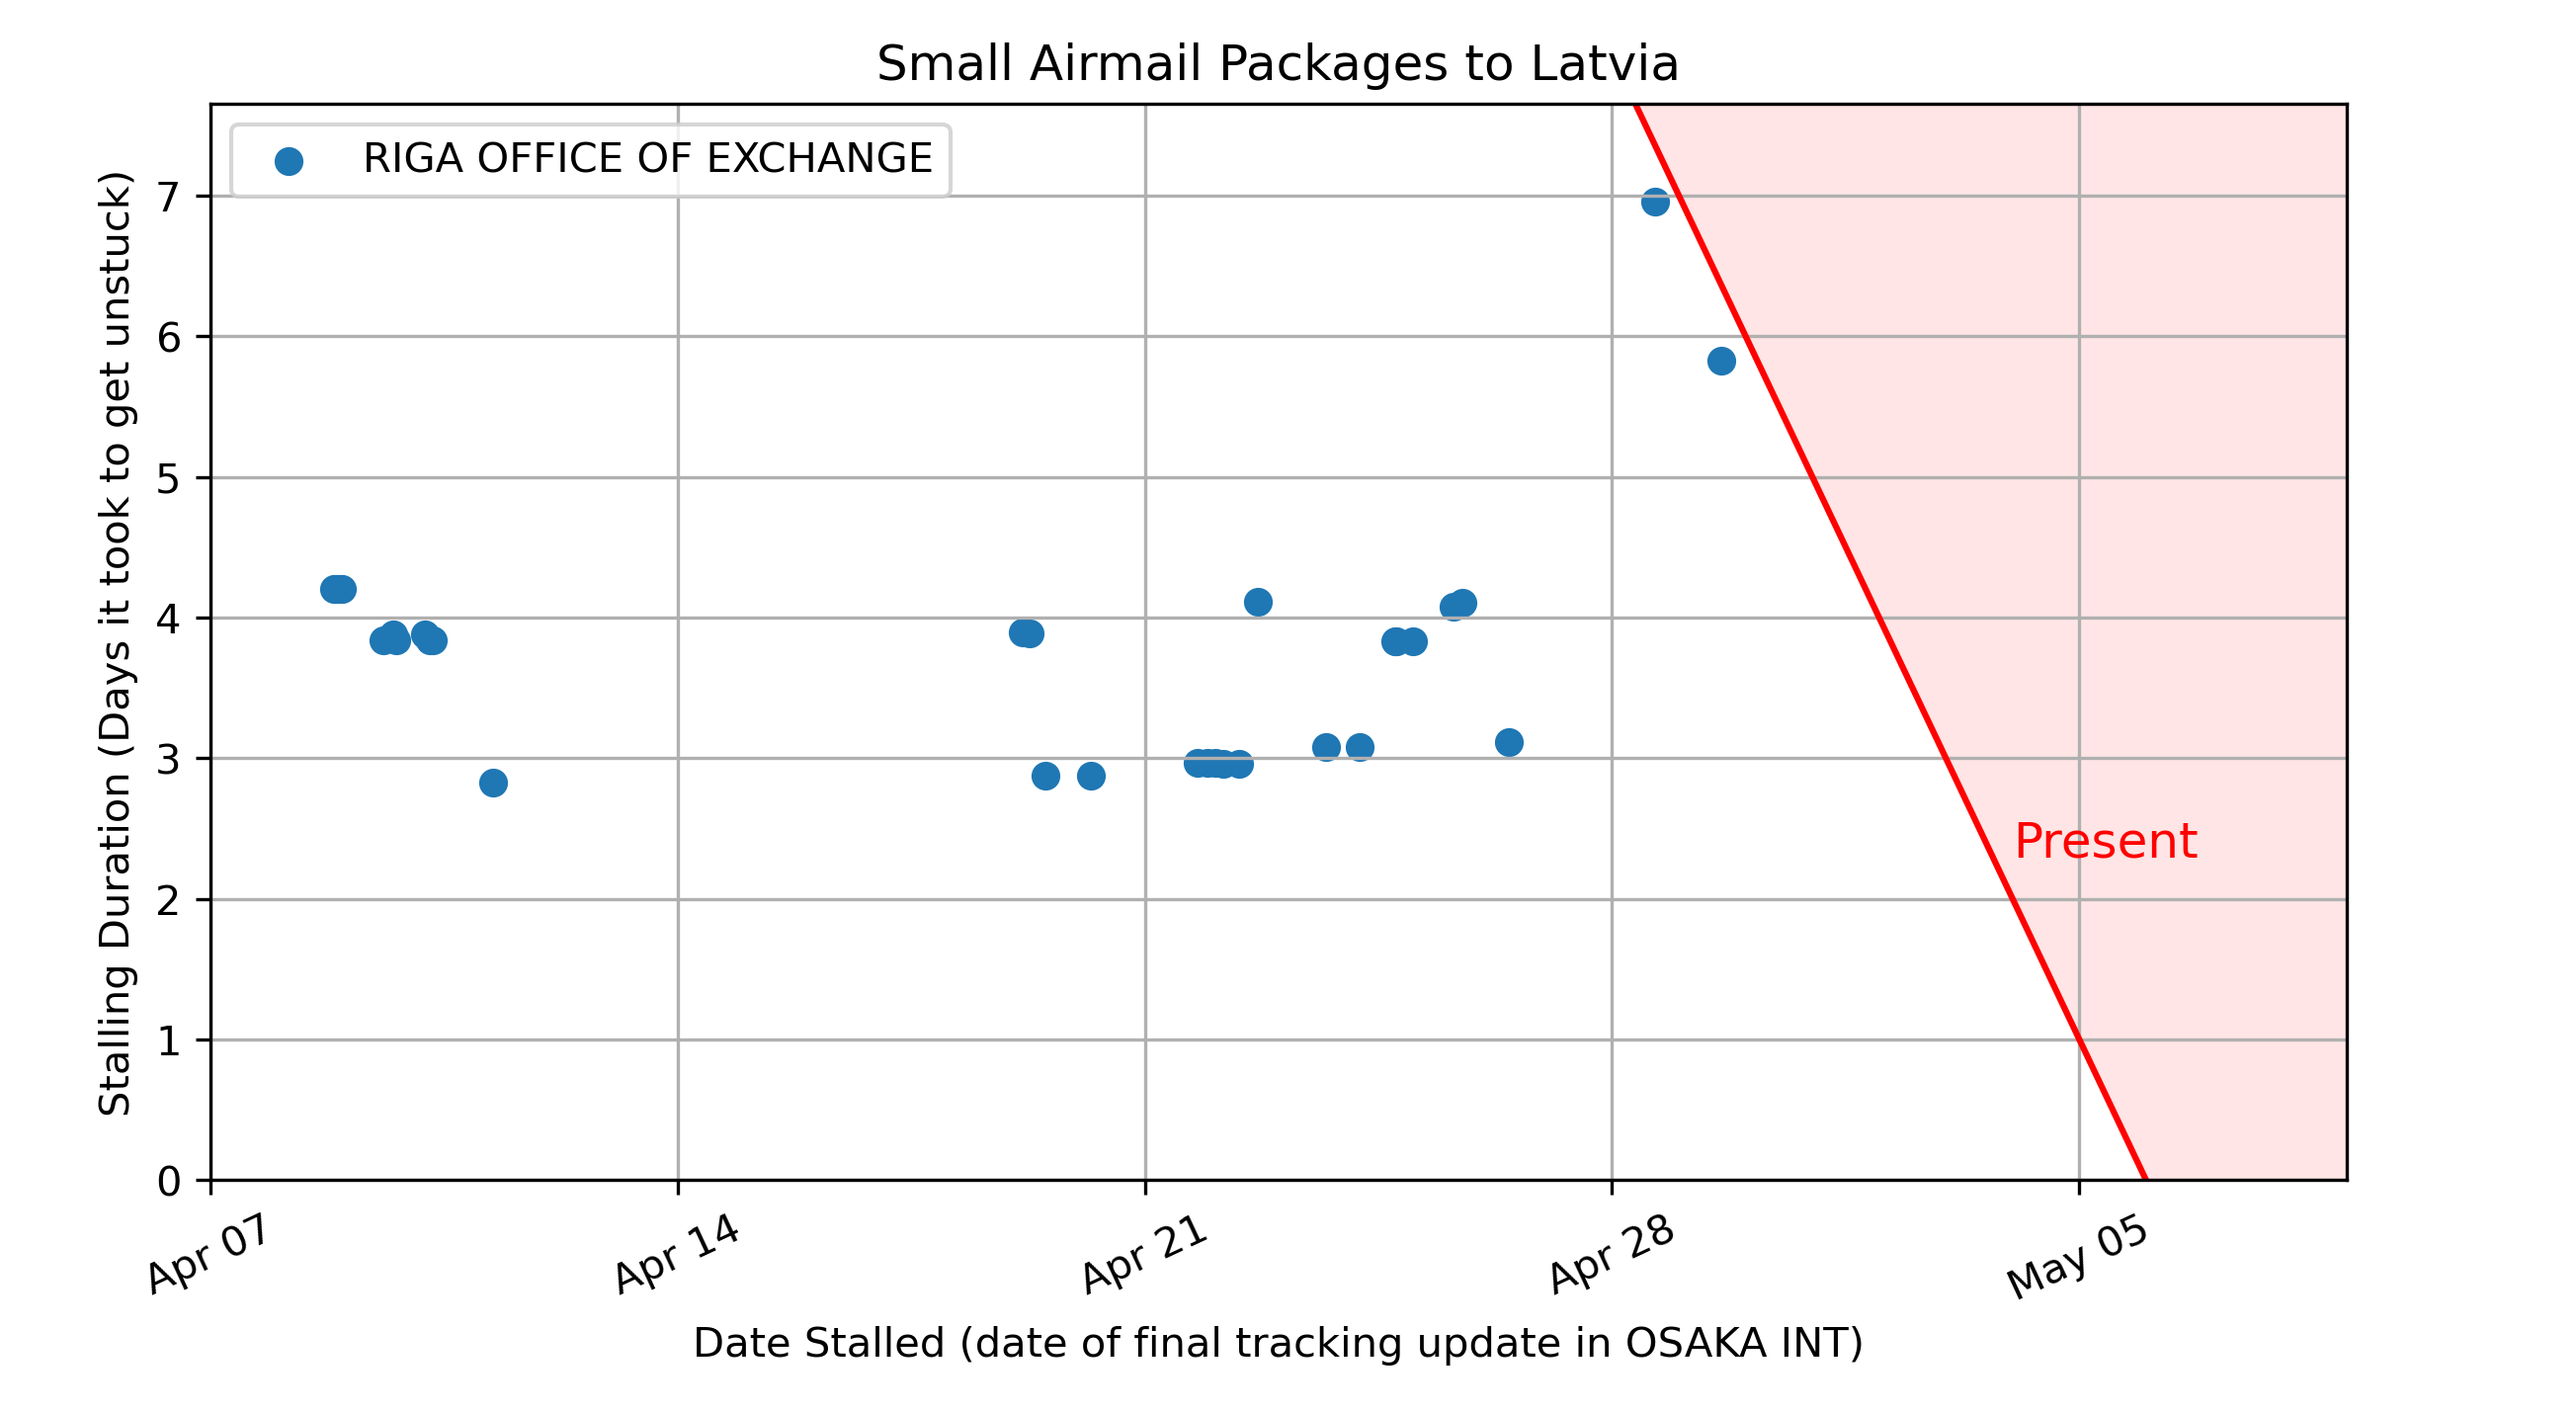 Small Airmail Packages to Latvia
RIGA OFFICE OF EXCHANGE
Stalling Duration (Days it took to get unstuck)
7
6
5
4
3
2
1
0
Present
Apr 07
Apr 14
Apr 21
Apr 28
May 05
Date Stalled (date of final tracking update in OSAKA INT)